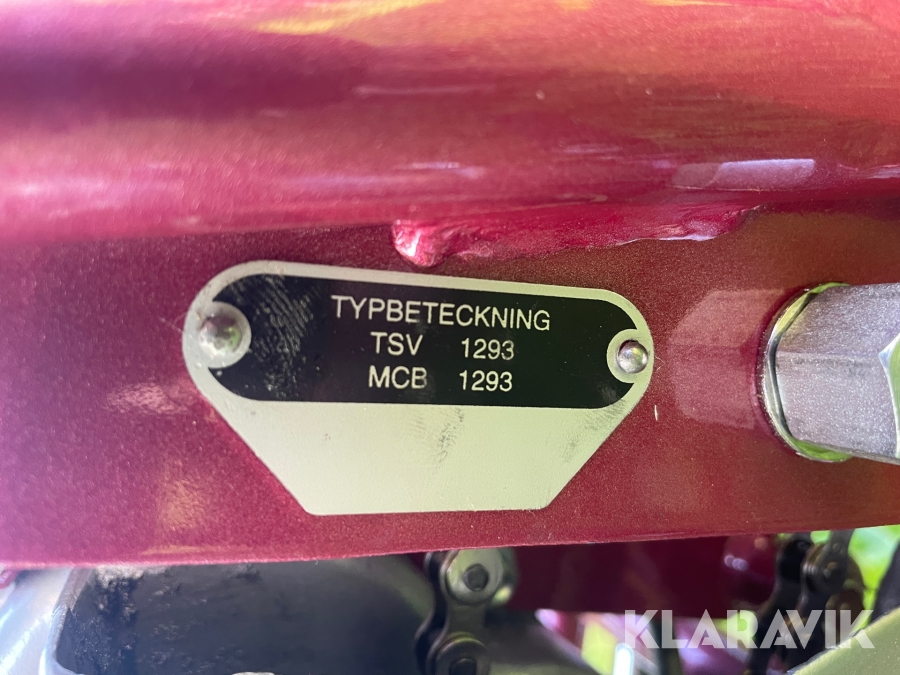 TYPBETECKNING
TSV 1293
MCB 1293
KLARAVIK